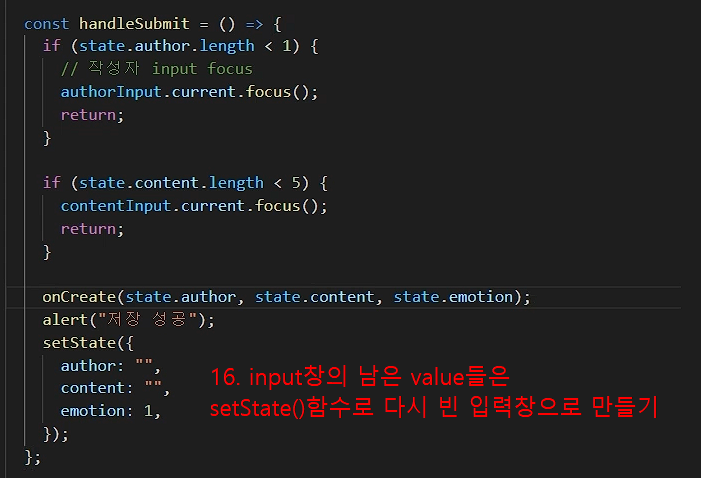 const handleSubmit = () => {
if (state.author.length < 1) {
// 작성자 input focus
authorInput.current.focus();
return;
}
if (state.content.length < 5) {
contentInput.current.focus();
return;
}
onCreate(state.author, state.content, state.emotion);
alert("저장 성공");
setState({
author: "",
content: "",
emotion: 1,
});
};
16. input창의 남은 value들은
setState()함수로 다시 빈 입력창으로 만들기